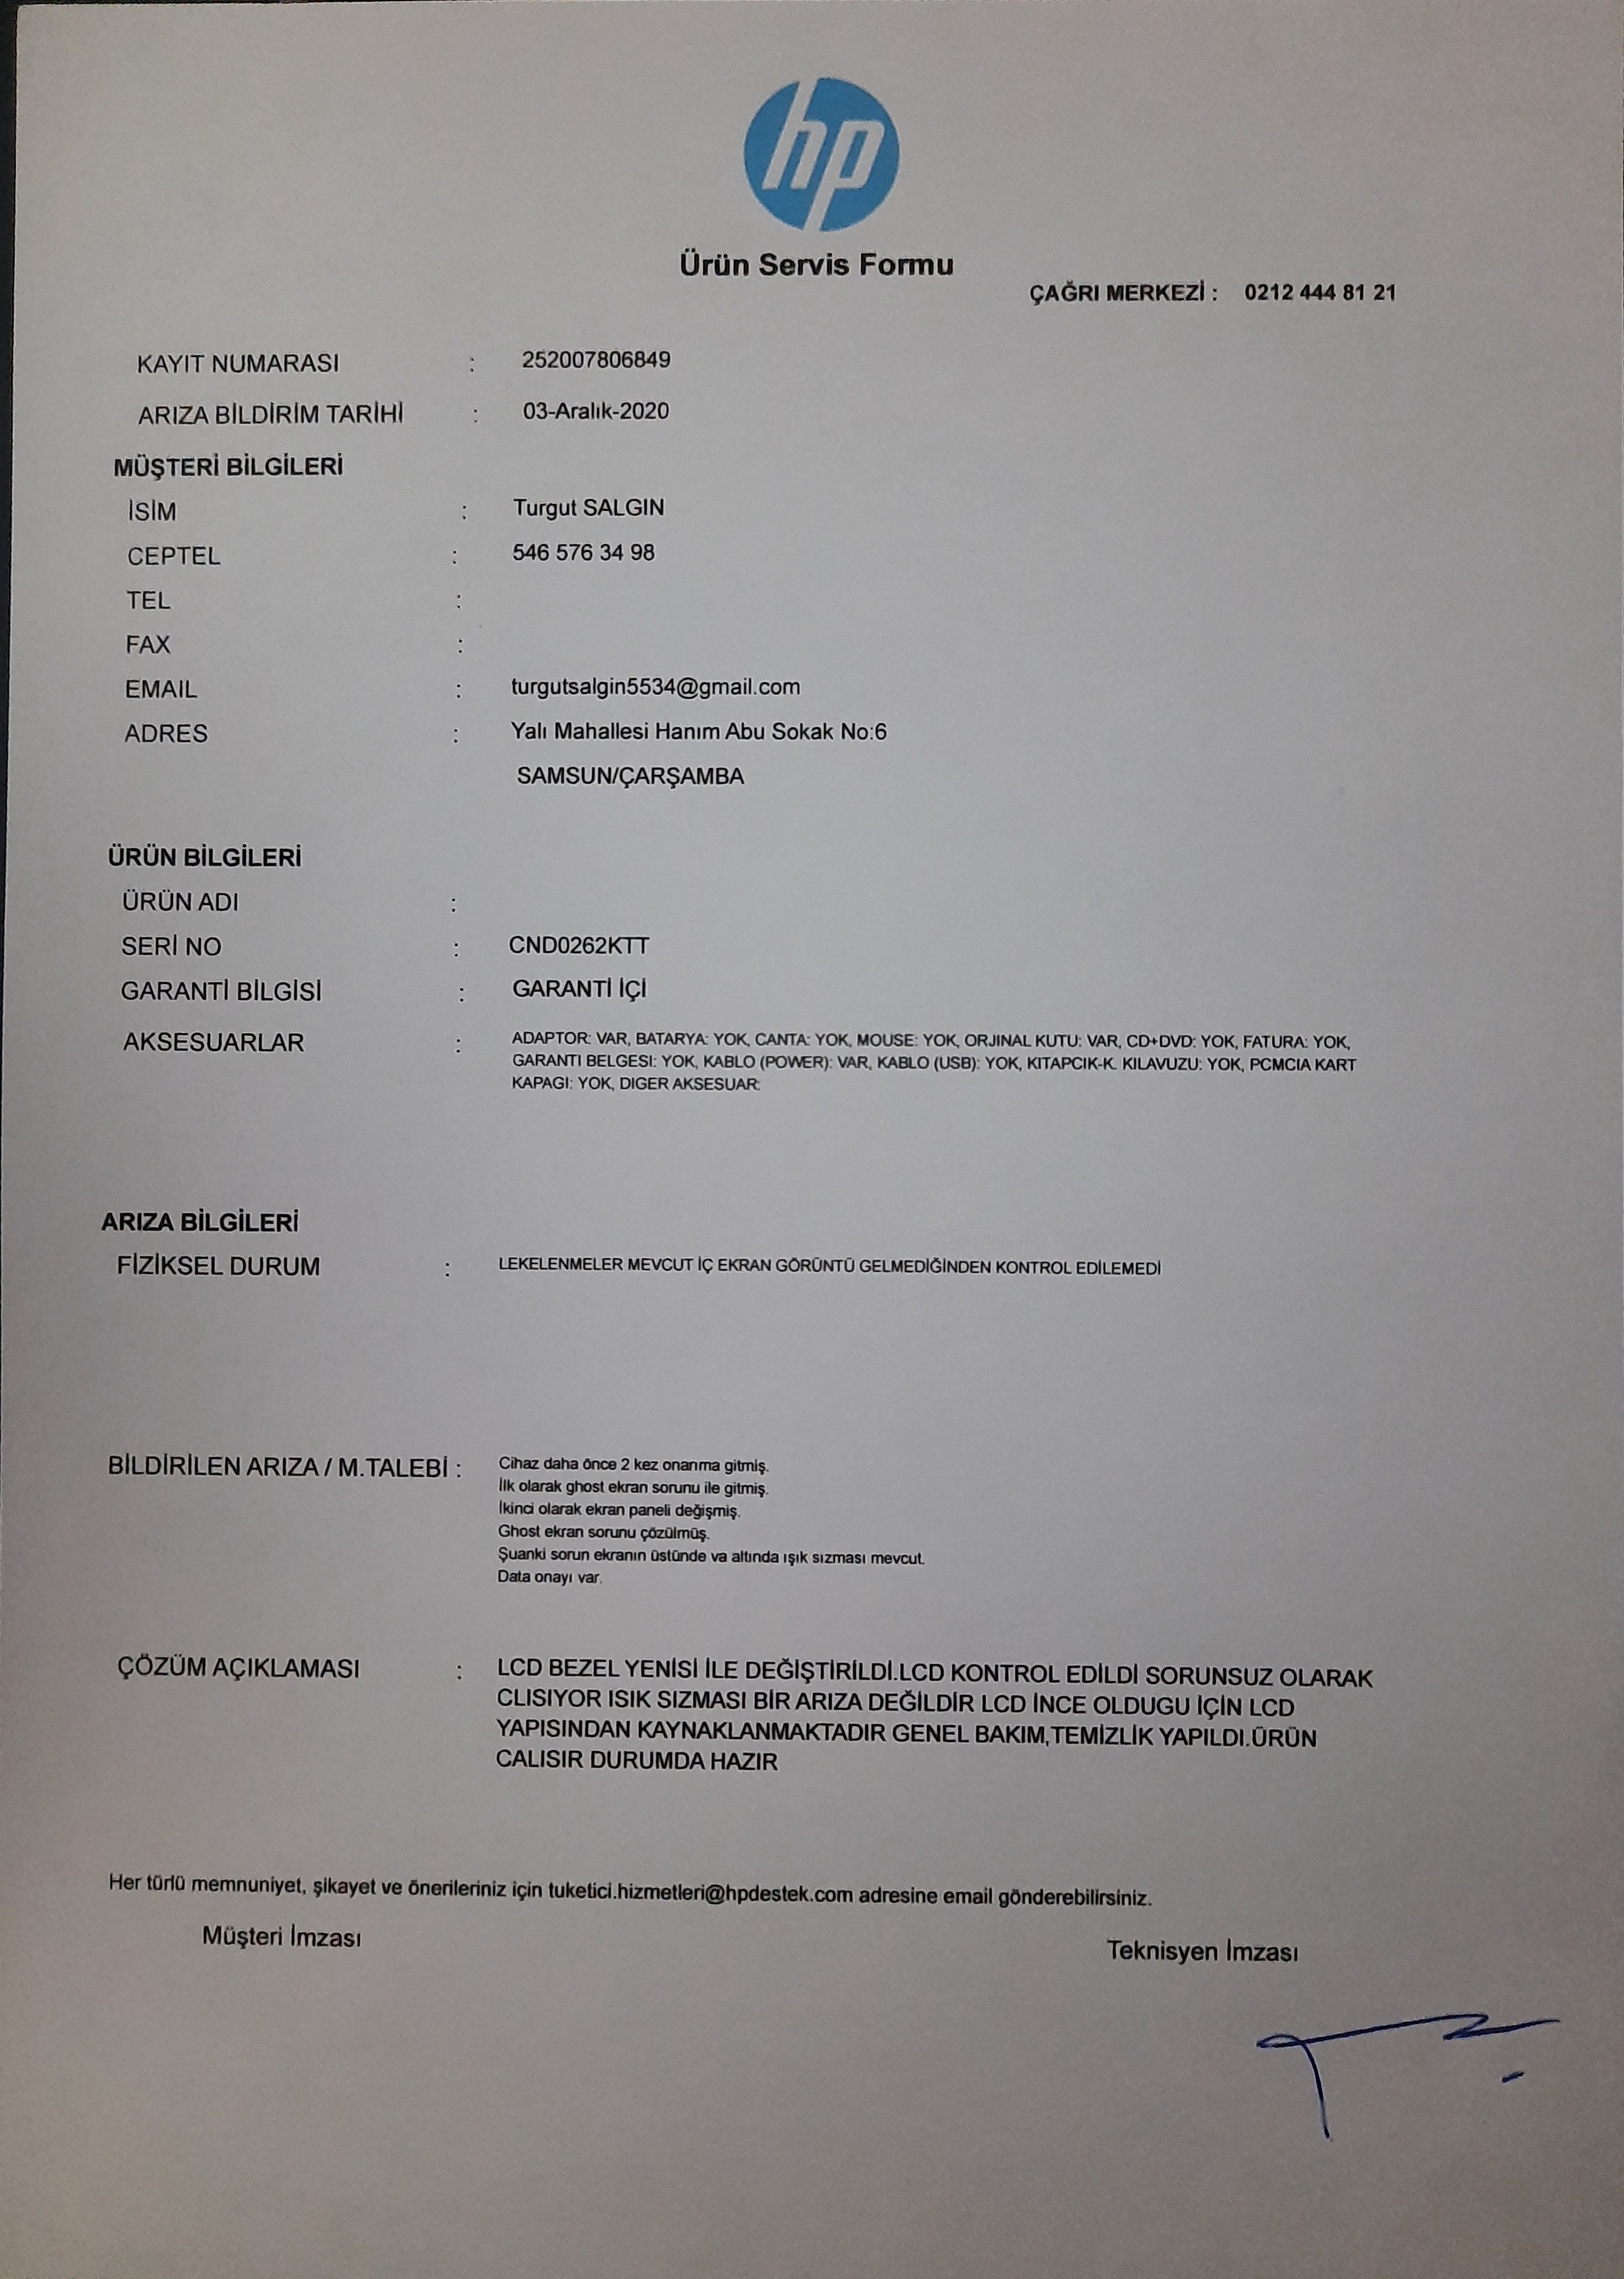 hp
Ürün Servis Formu
ÇAĞRI MERKEZİ : 0212 444 81 21
KAYIT NUMARASI : 252007806849
ARIZA BİLDİRİM TARİHİ : 03-Aralık-2020
MÜŞTERİ BİLGİLERİ
İSİM : Turgut SALGIN
CEPTEL : 546 576 34 98
TEL :
FAX :
EMAIL : turgutsalgin5534@gmail.com
ADRES : Yalı Mahallesi Hanım Abu Sokak No:6
SAMSUN/ÇARŞAMBA
ÜRÜN BİLGİLERİ
ÜRÜN ADI :
SERİ NO : CND0262KTT
GARANTİ BİLGİSİ : GARANTİ İÇİ
AKSESUARLAR : ADAPTOR: VAR, BATARYA: YOK, CANTA: YOK, MOUSE: YOK, ORJINAL KUTU: VAR, CD+DVD: YOK, FATURA: YOK,
GARANTI BELGESI: YOK, KABLO (POWER): VAR, KABLO (USB): YOK, KITAPCIK-K. KILAVUZU: YOK, PCMCIA KART
KAPAGI: YOK, DIGER AKSESUAR:
ARIZA BİLGİLERİ
FİZİKSEL DURUM : LEKELENMELER MEVCUT İÇ EKRAN GÖRÜNTÜ GELMEDİĞİNDEN KONTROL EDİLEMEDİ
BİLDİRİLEN ARIZA / M.TALEBİ : Cihaz daha önce 2 kez onarıma gitmiş.
İlk olarak ghost ekran sorunu ile gitmiş.
İkinci olarak ekran paneli değişmiş.
Ghost ekran sorunu çözülmüş.
Şuanki sorun ekranın üstünde va altında ışık sızması mevcut.
Data onayı var.
ÇÖZÜM AÇIKLAMASI : LCD BEZEL YENİSİ İLE DEĞİŞTİRİLDİ.LCD KONTROL EDİLDİ SORUNSUZ OLARAK
CLISIYOR ISIK SIZMASI BİR ARIZA DEĞİLDİR LCD İNCE OLDUGU İÇİN LCD
YAPISINDAN KAYNAKLANMAKTADIR GENEL BAKIM,TEMİZLİK YAPILDI.ÜRÜN
CALISIR DURUMDA HAZIR
Her türlü memnuniyet, şikayet ve önerileriniz için tuketici.hizmetleri@hpdestek.com adresine email gönderebilirsiniz.
Müşteri İmzası
Teknisyen İmzası